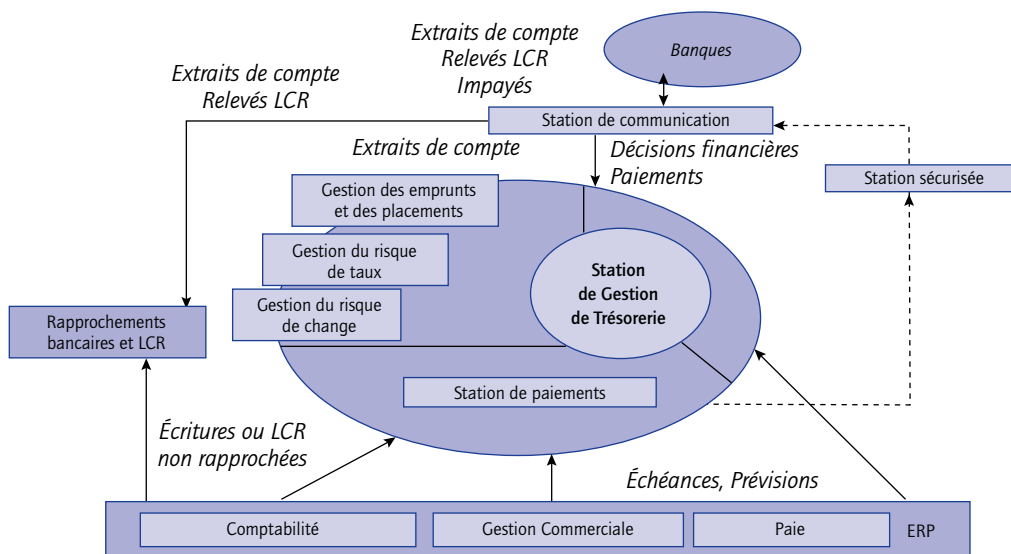 Extraits de compte
Relevés LCR
Impayés
Banques
Extraits de compte
Relevés LCR
Station de communication
Extraits de compte
Décisions financières
Paiements
Station sécurisée
Gestion des emprunts
et des placements
Gestion du risque
de taux
Gestion du risque
de change
Station
de Gestion
de Trésorerie
Rapprochements
bancaires et LCR
Station de paiements
Écritures ou LCR
non rapprochées
Échéances, Prévisions
Comptabilité
Gestion Commerciale
Paie
ERP